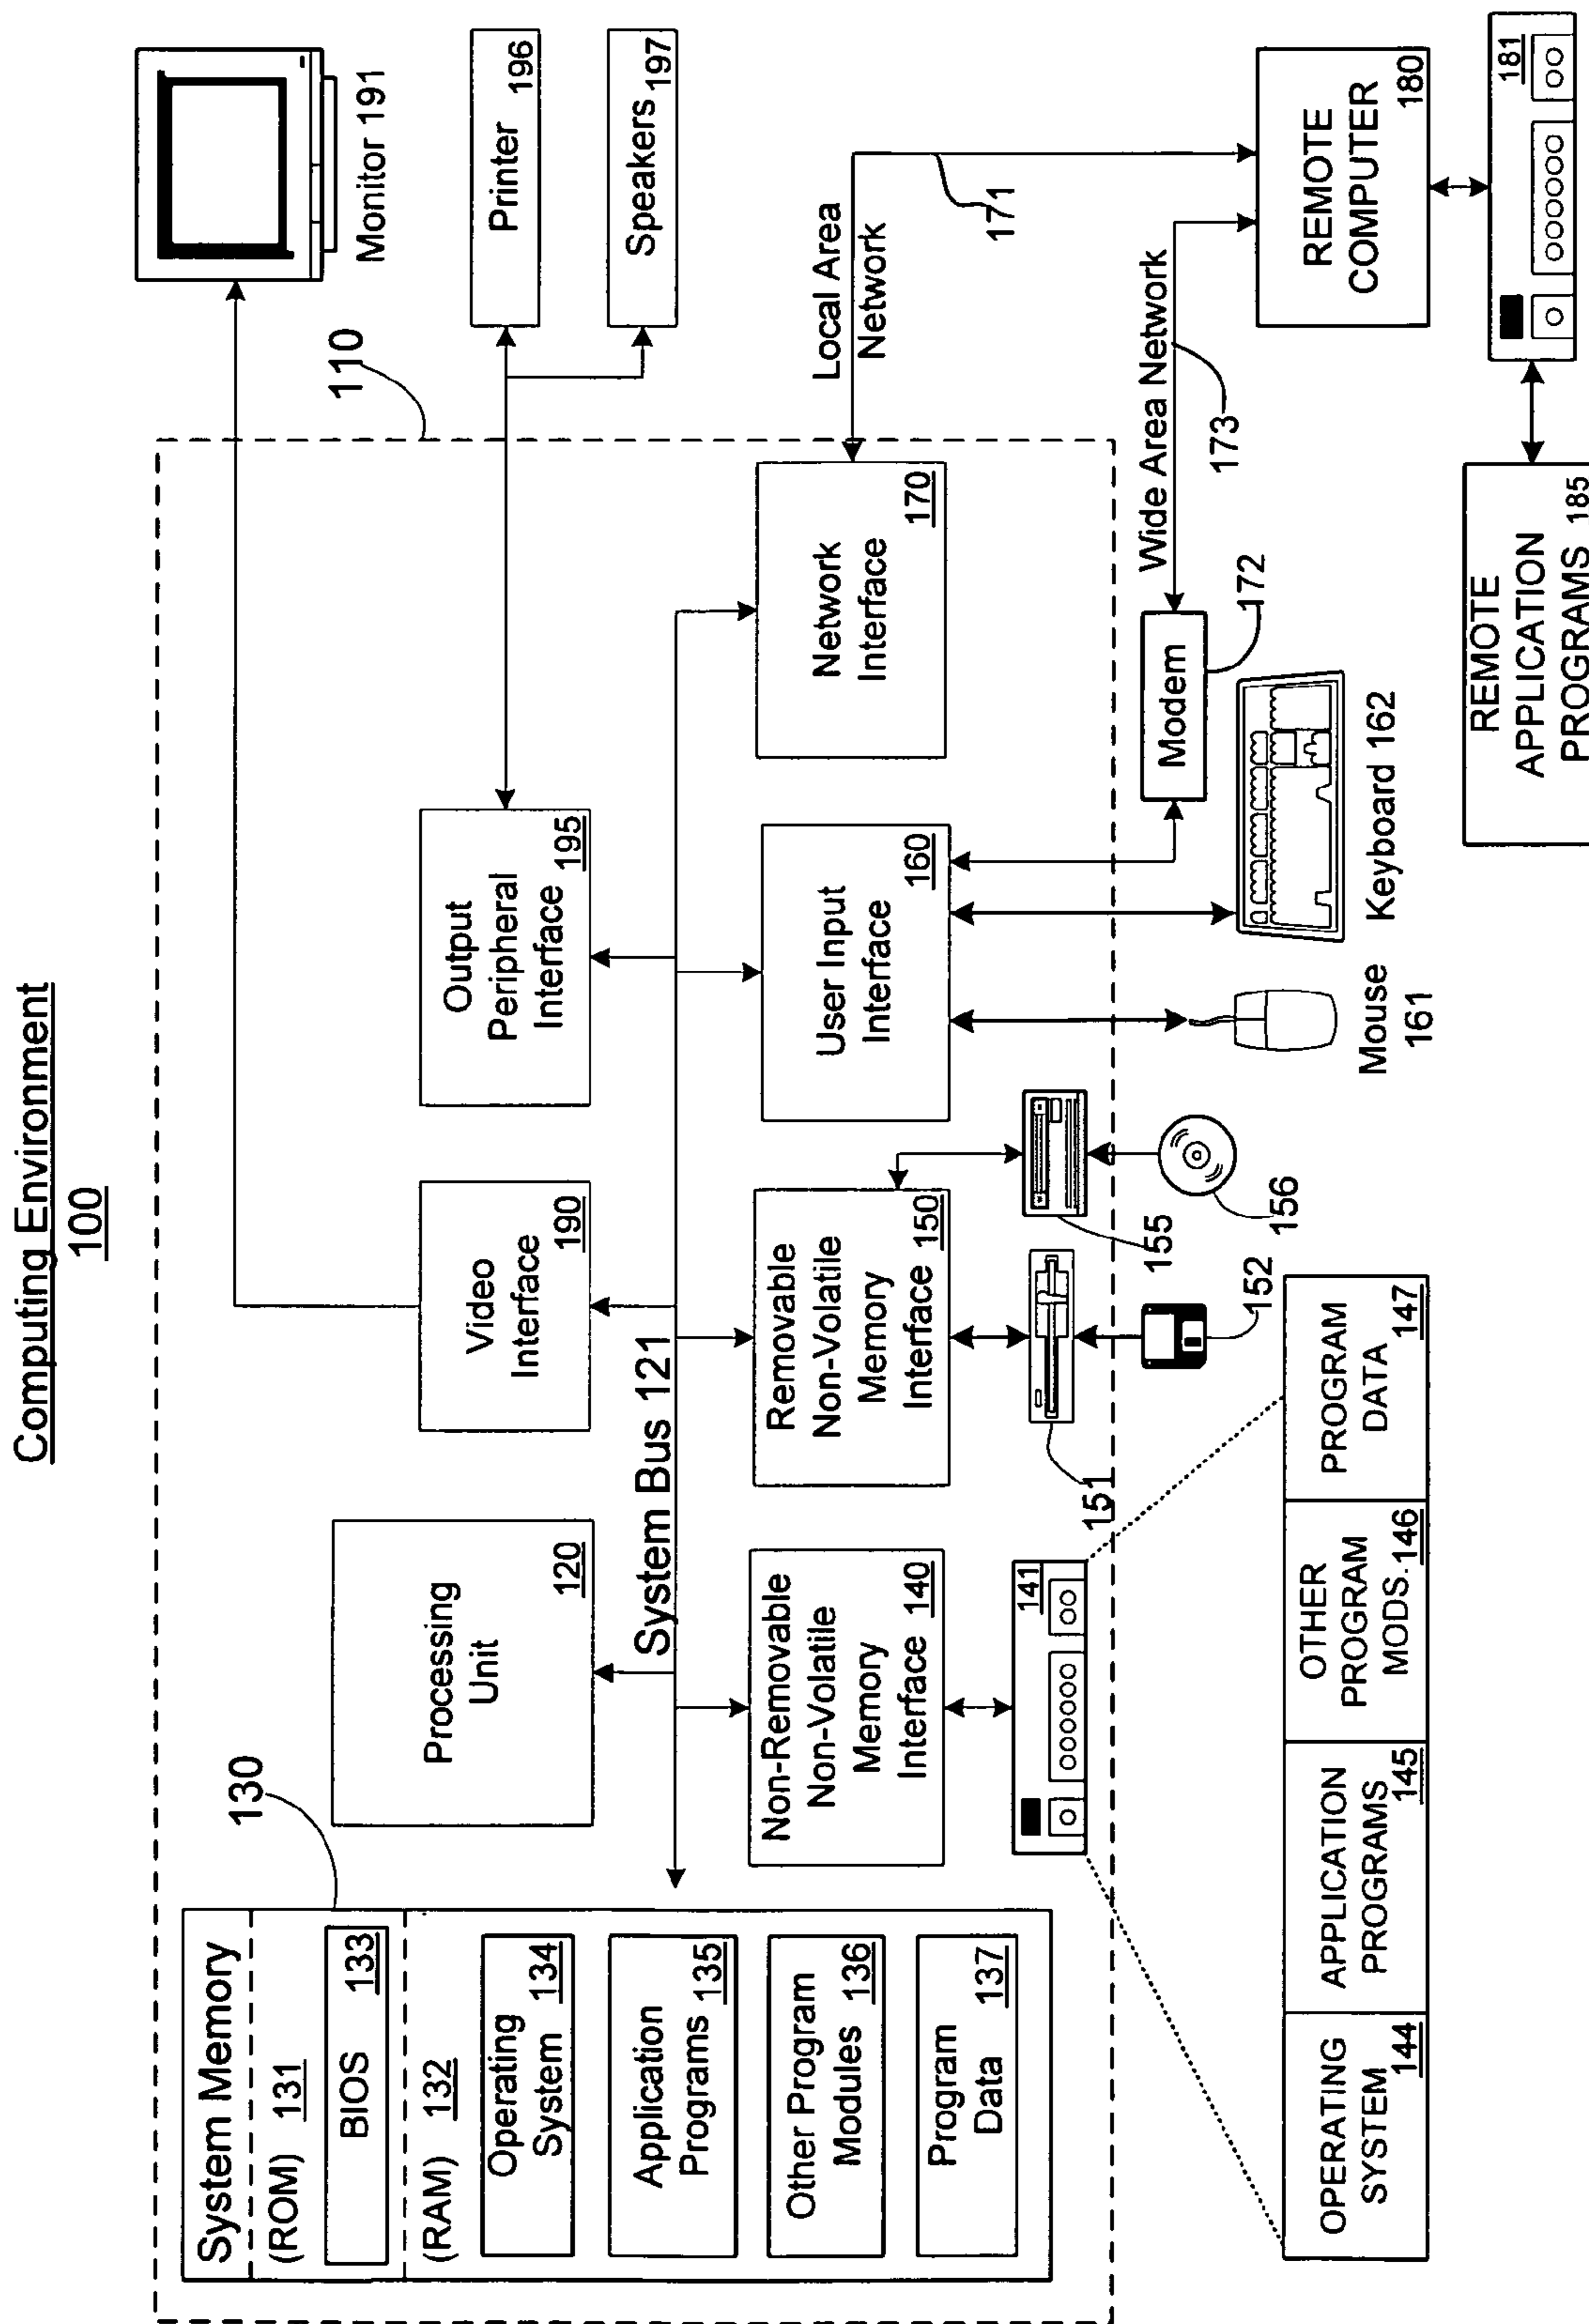 Computing Environment
100
System Memory
(ROM) 131
BIOS 133
(RAM) 132
Operating
System 134
Application
Programs 135
Other Program
Modules 136
Program
Data 137
130
Processing
Unit
120
System Bus 121
Video
Interface
190
Output
Peripheral
Interface 195
110
Monitor 191
Printer
196
Speakers 197
Non-Removable
Non-Volatile
Memory
Interface 140
Removable
Non-Volatile
Memory
Interface 150
User Input
Interface
160
Network
Interface
170
Local Area
Network
171
141
151
152
155
156
Mouse
161
Keyboard 162
Modem
172
Wide Area Network
173
REMOTE
COMPUTER
180
181
REMOTE
APPLICATION
PROGRAMS 185
OPERATING
SYSTEM 144
APPLICATION
PROGRAMS
145
OTHER
PROGRAM
MODS. 146
PROGRAM
DATA
147